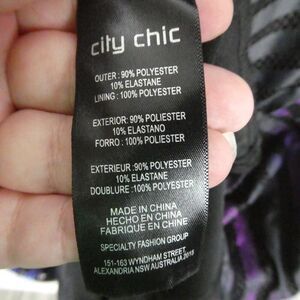 city chic
OUTER : 90% POLYESTER
10% ELASTANE
LINING : 100% POLYESTER
EXTERIOR: 90% POLIESTER
10% ELASTANO
FORRO : 100% POLIESTER
EXTERIEUR :90% POLYESTER
10% ELASTANE
DOUBLURE : 100% POLYESTER
MADE IN CHINA
HECHO EN CHINA
FABRIQUE EN CHINE
SPECIALTY FASHION GROUP
151-163 WYNDHAM STREET
ALEXANDRIA NSW AUSTRALIA 2015